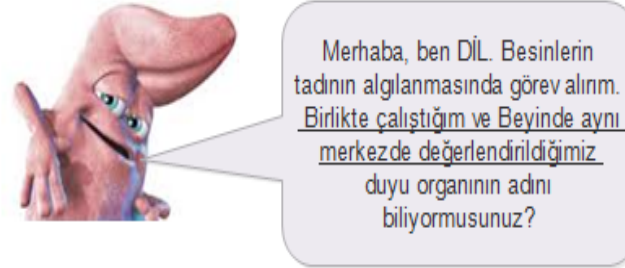 Merhaba, ben DİL. Besinlerin
tadının algılanmasında görev alırım.
Birlikte çalıştığım ve Beyinde aynı
merkezde değerlendirildiğimiz
duyu organının adını
biliyormusunuz?